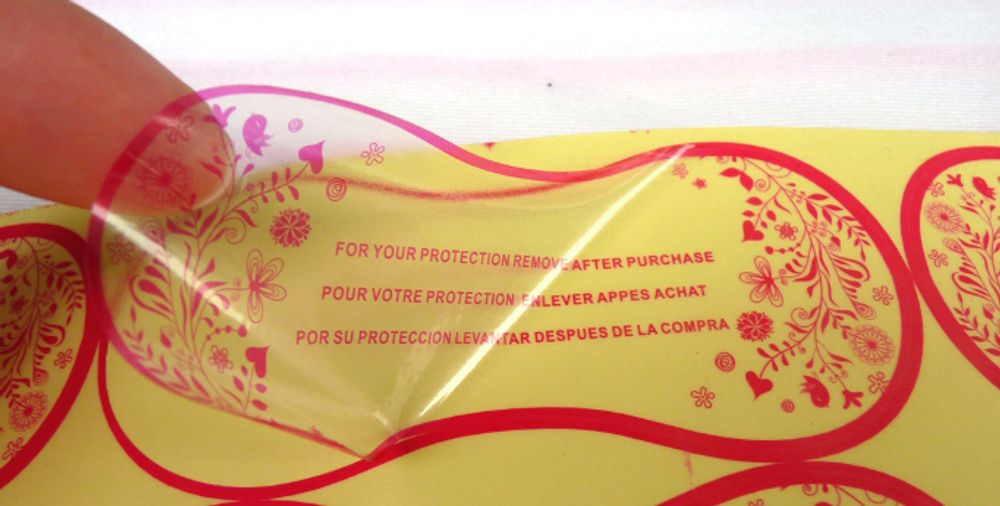 FOR YOUR PROTECTION REMOVE AFTER PURCHASE
POUR VOTRE PROTECTION ENLEVER APPES ACHAT
POR SU PROTECCION LEVANTAR DESPUES DE LA COMPRA